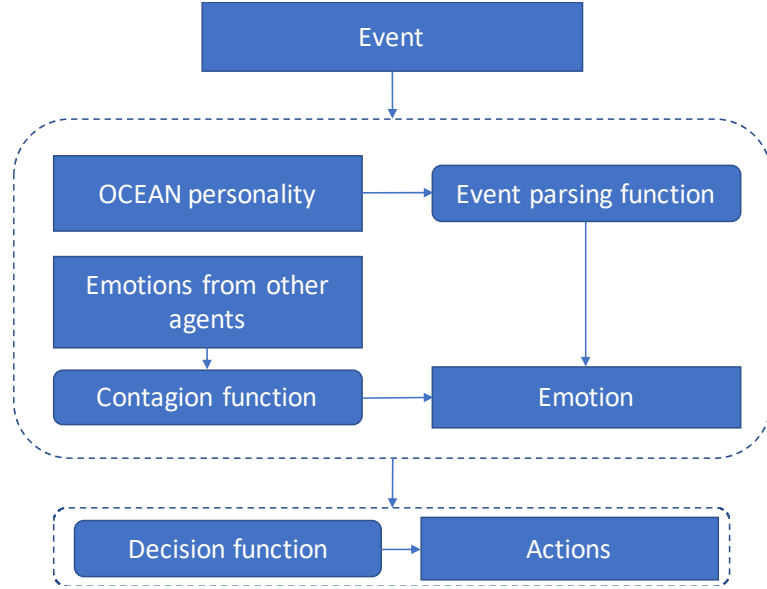 Event
OCEAN personality
Event parsing function
Emotions from other
agents
Contagion function
Emotion
Decision function
Actions